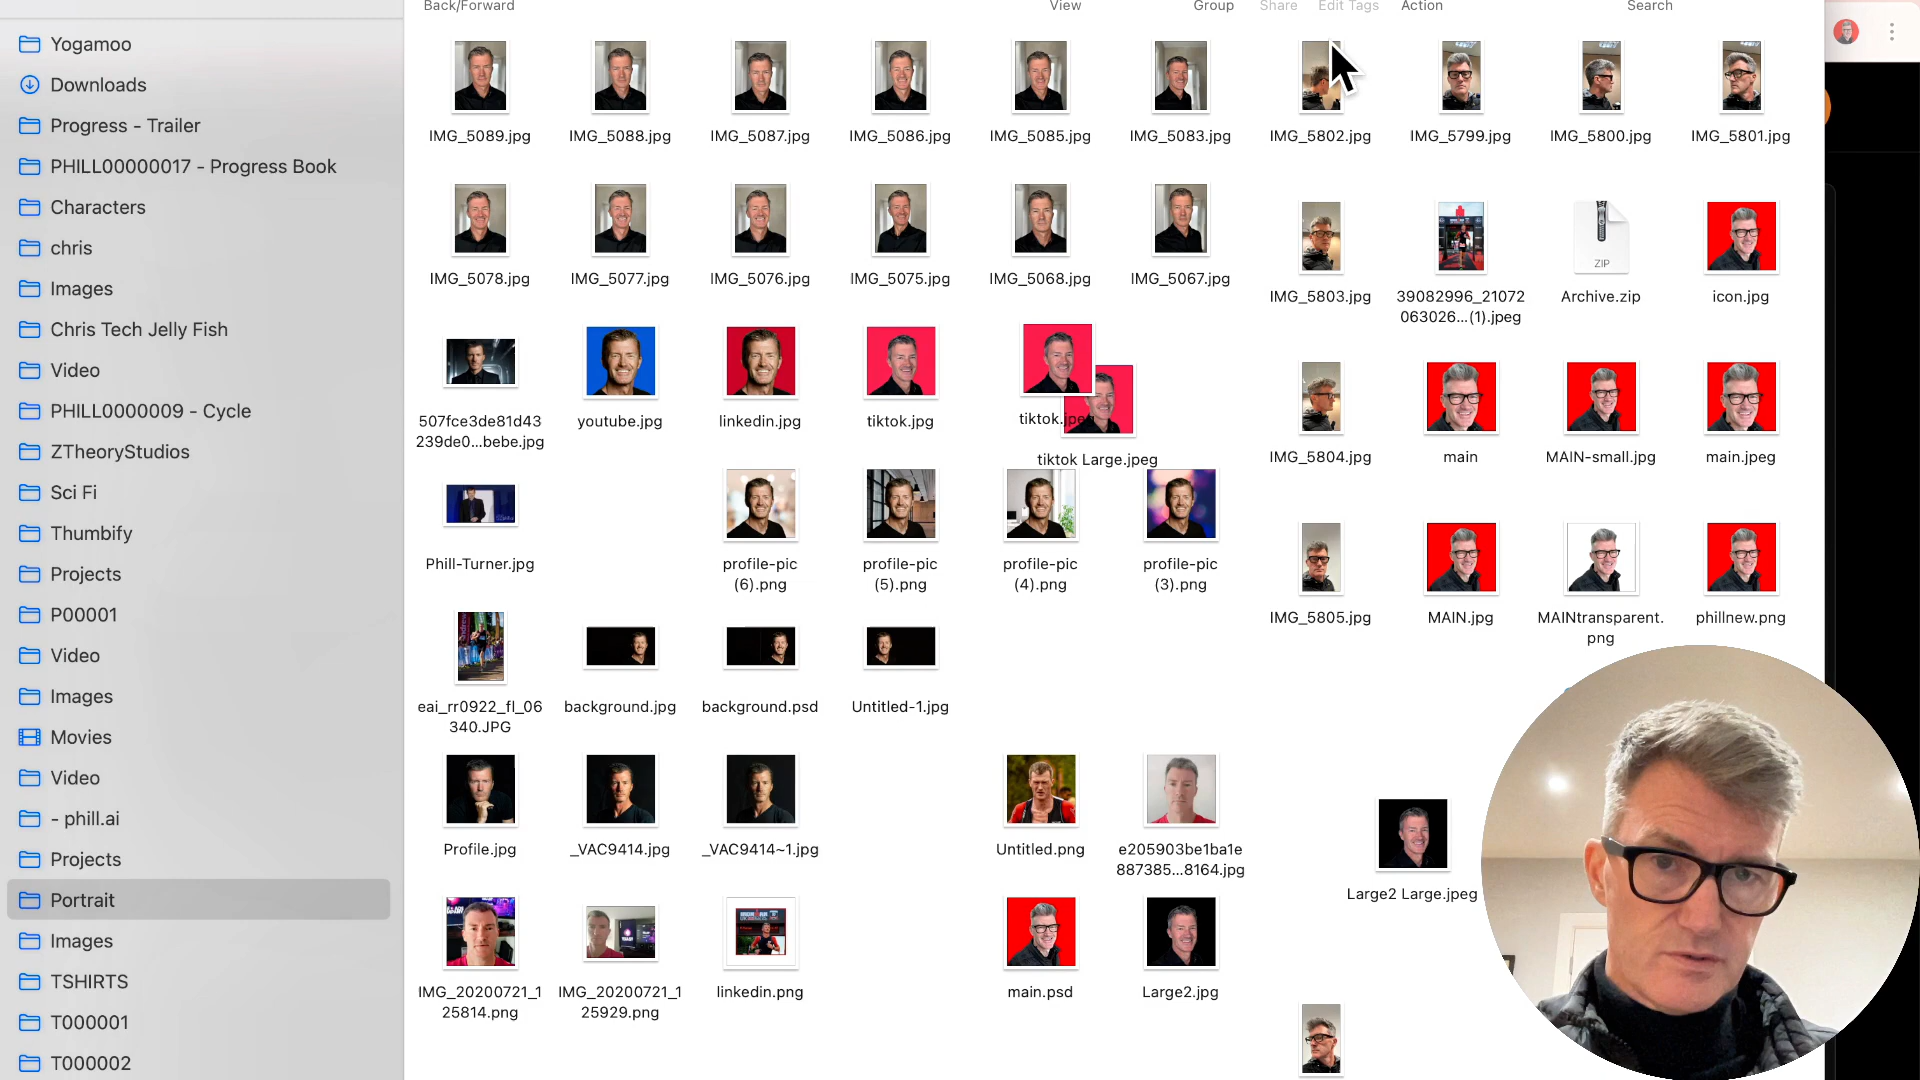 Back/Forward
View
Group
Share
Edit Tags
Action
Search
Yogamoo
Downloads
Progress - Trailer
PHILL00000017 - Progress Book
Characters
chris
Images
Chris Tech Jelly Fish
Video
PHILL0000009 - Cycle
ZTheoryStudios
Sci Fi
Thumbify
Projects
P00001
Video
Images
Movies
Video
- phill.ai
Projects
Portrait
Images
TSHIRTS
T000001
T000002
IMG_5089.jpg
IMG_5088.jpg
IMG_5087.jpg
IMG_5086.jpg
IMG_5085.jpg
IMG_5083.jpg
IMG_5802.jpg
IMG_5799.jpg
IMG_5800.jpg
IMG_5801.jpg
IMG_5078.jpg
IMG_5077.jpg
IMG_5076.jpg
IMG_5075.jpg
IMG_5068.jpg
IMG_5067.jpg
IMG_5803.jpg
39082996_21072
063026...(1).jpeg
ZIP
Archive.zip
icon.jpg
507fce3de81d43
239de0...bebe.jpg
youtube.jpg
linkedin.jpg
tiktok.jpg
tiktok.jpeg
tiktok Large.jpeg
IMG_5804.jpg
main
MAIN-small.jpg
main.jpeg
Phill-Turner.jpg
profile-pic
(6).png
profile-pic
(5).png
profile-pic
(4).png
profile-pic
(3).png
IMG_5805.jpg
MAIN.jpg
MAINtransparent.
png
phillnew.png
eai_rr0922_fl_06
340.JPG
background.jpg
background.psd
Untitled-1.jpg
Profile.jpg
_VAC9414.jpg
_VAC9414~1.jpg
Untitled.png
e205903be1ba1e
887385...8164.jpg
Large2 Large.jpeg
IMG_20200721_1
25814.png
IMG_20200721_1
25929.png
linkedin.png
main.psd
Large2.jpg